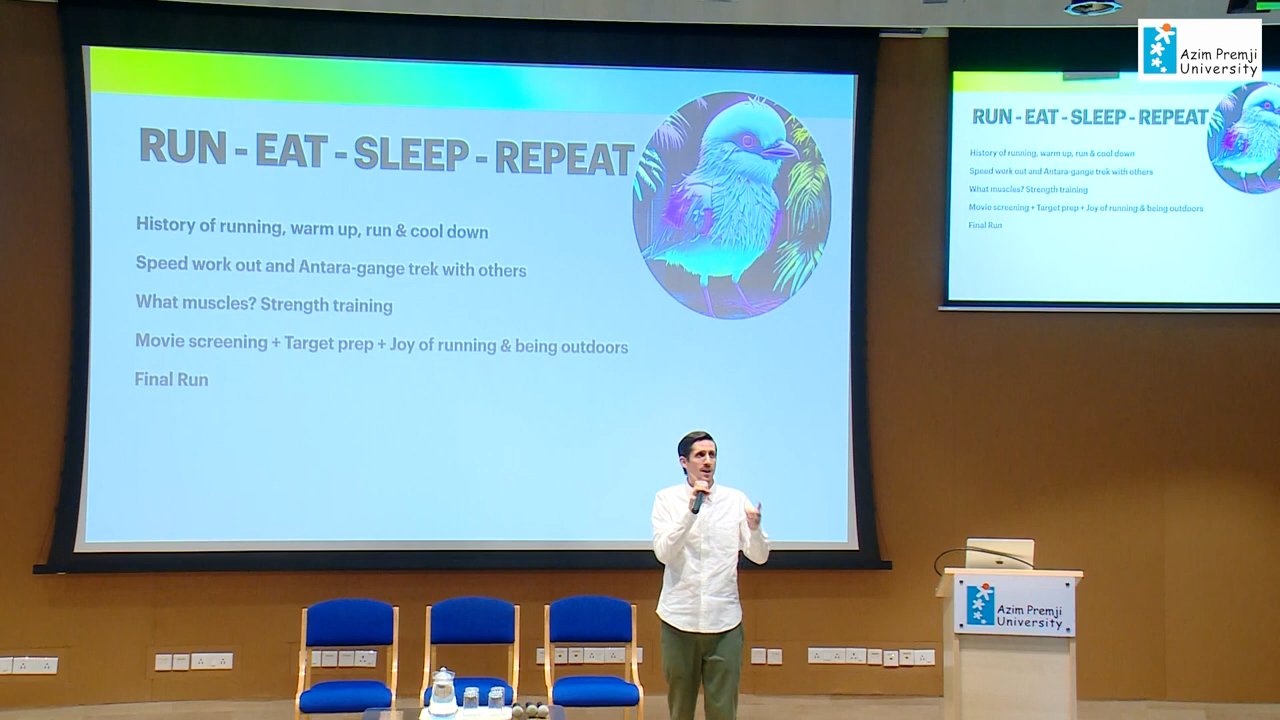 RUN - EAT - SLEEP - REPEAT
History of running, warm up, run & cool down
Speed work out and Antara-gange trek with others
What muscles? Strength training
Movie screening + Target prep + Joy of running & being outdoors
Final Run
Azim Premji
University
RUN - EAT - SLEEP - REPEAT
History of running, warm up, run & cool down
Speed work out and Antara-gange trek with others
What muscles? Strength training
Movie screening + Target prep + Joy of running & being outdoors
Final Run
Azim Premji
University